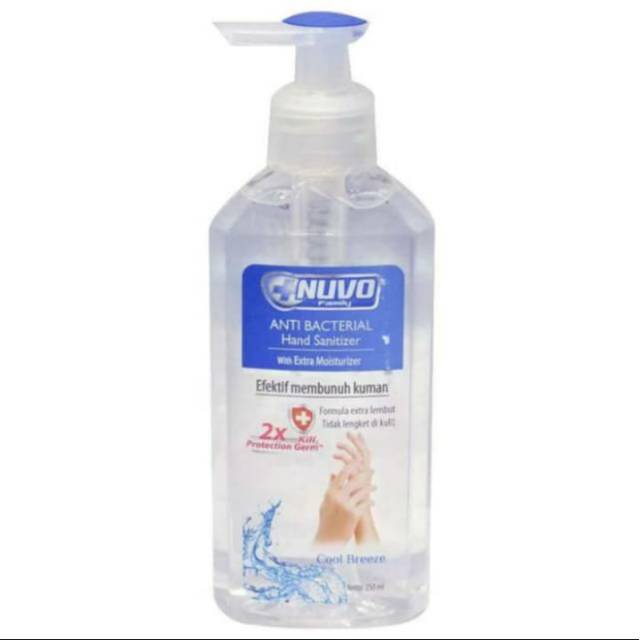 NUVO
Family
ANTI BACTERIAL
Hand Sanitizer
With Extra Moisturizer
Efektif membunuh kuman
Formula extra lembut
Tidak lengket di kulit
2x Kill
Protection Germ*
Cool Breeze
250 ml